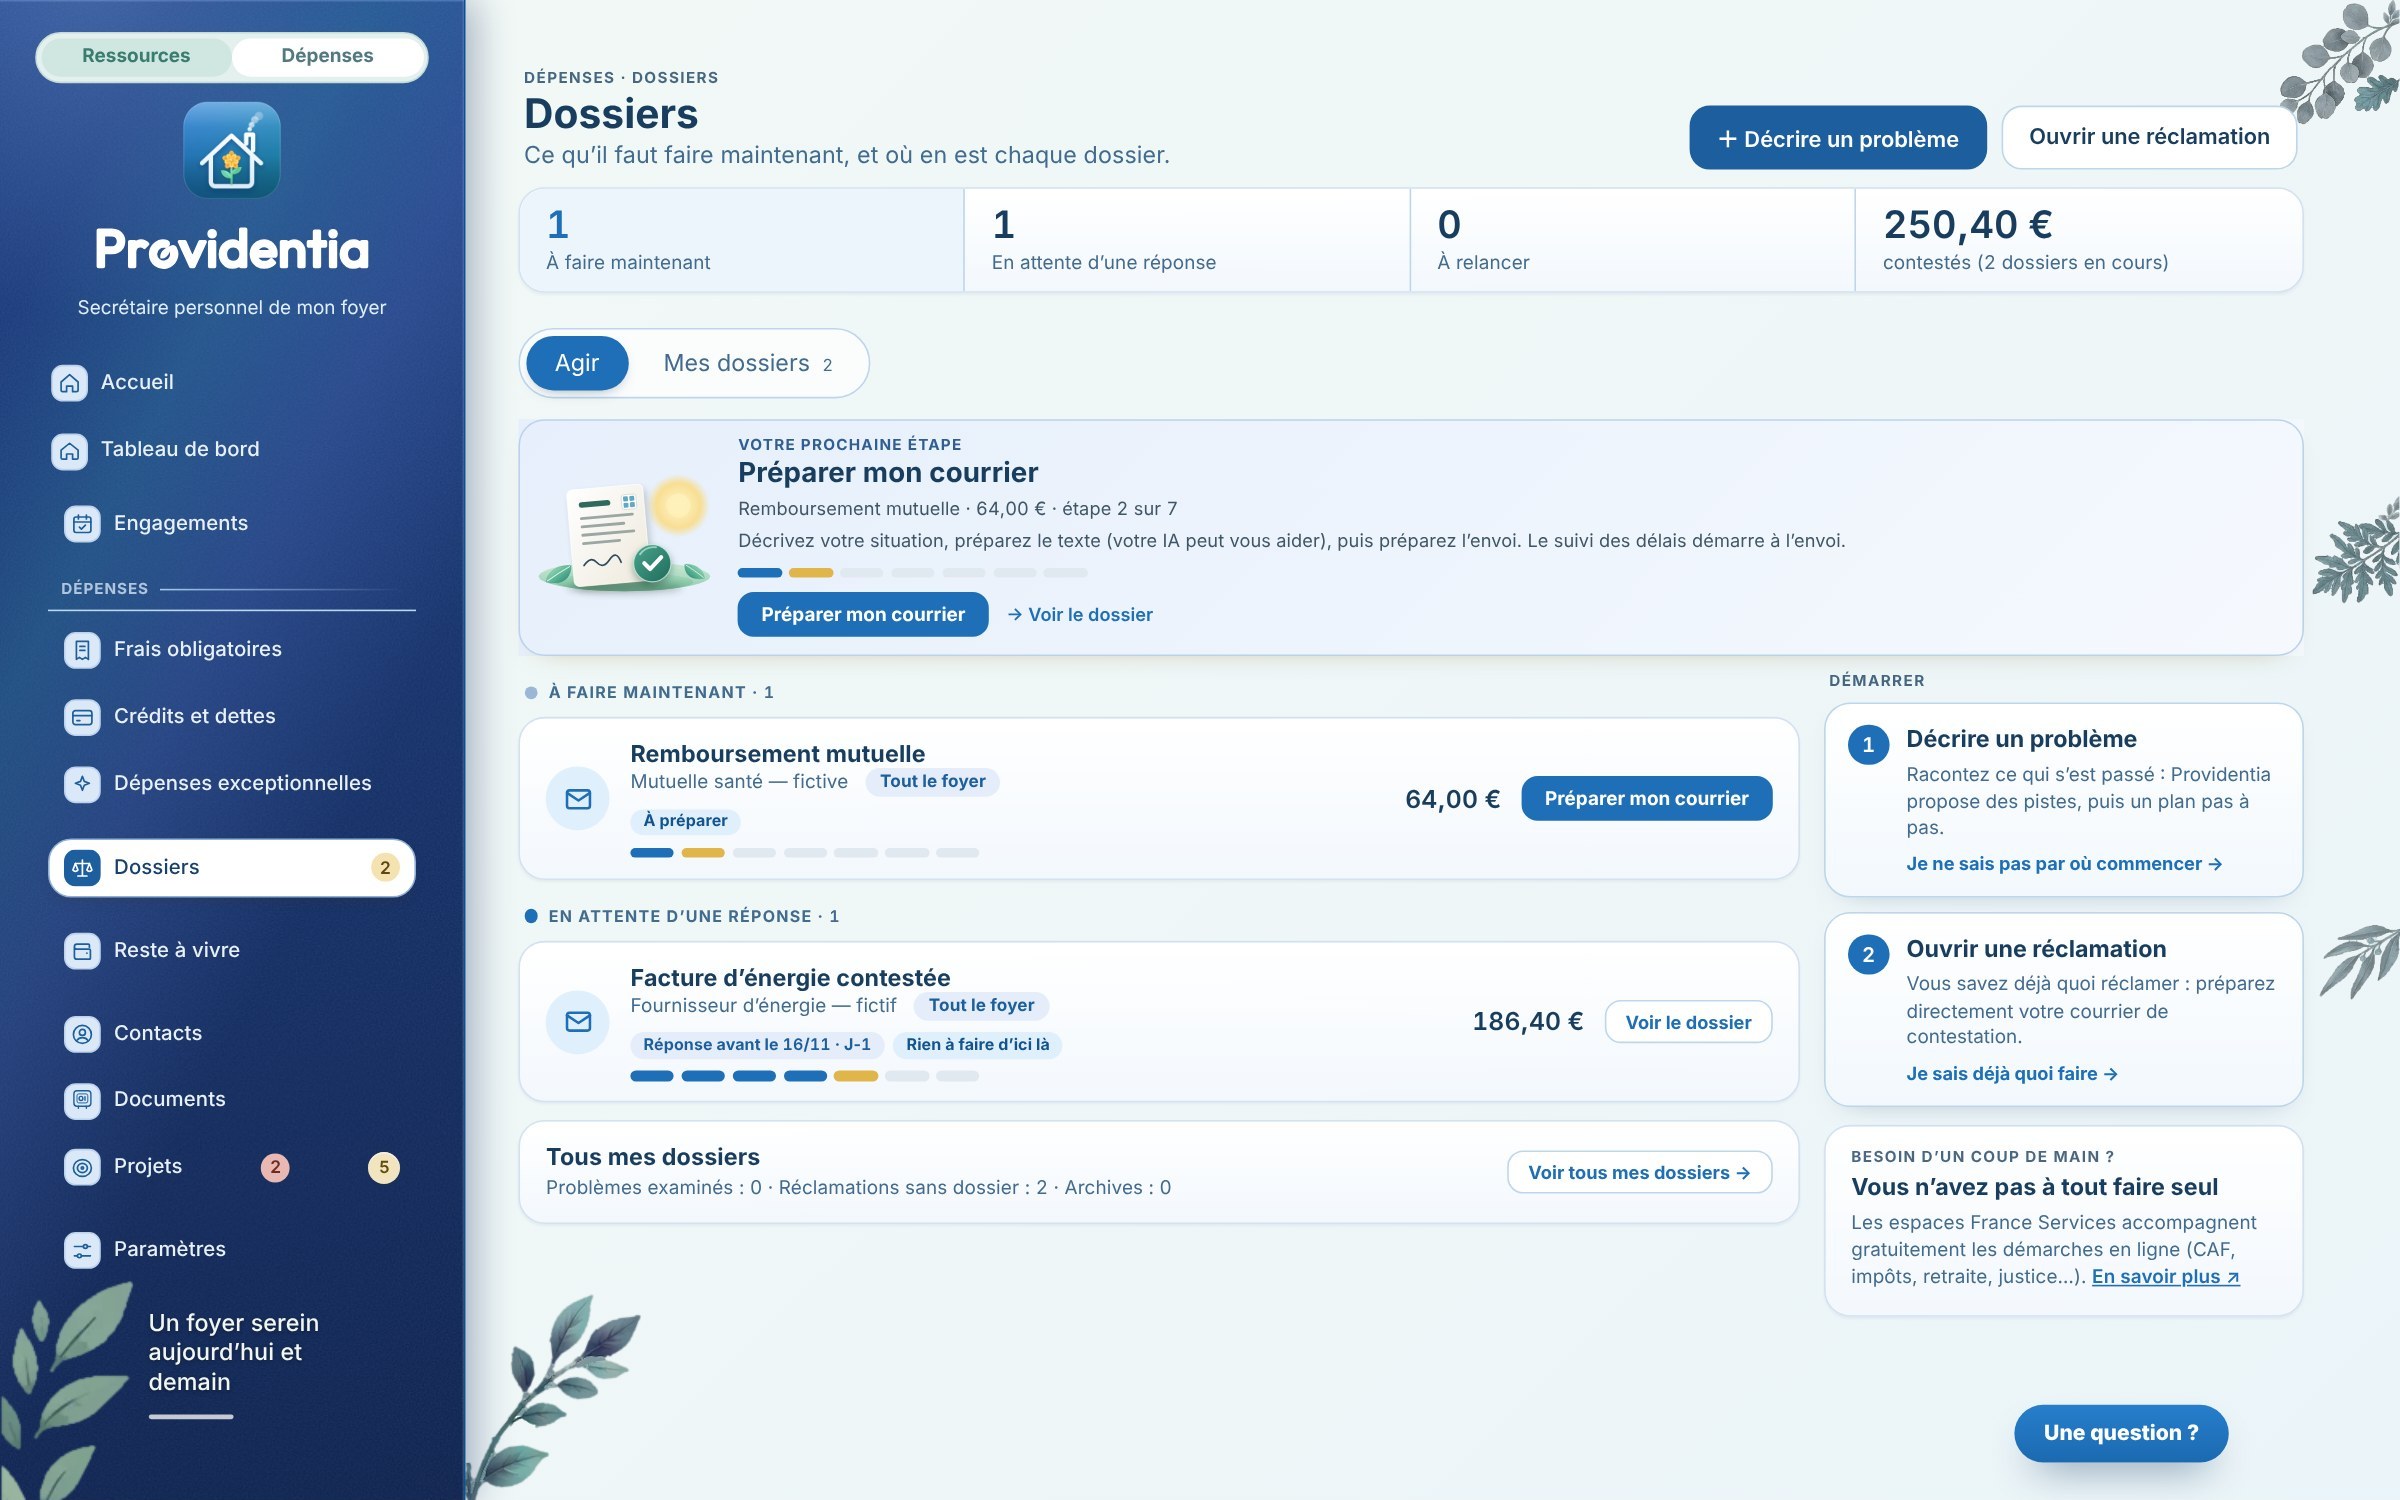 Ressources
Dépenses
Providentia
Secrétaire personnel de mon foyer
Accueil
Tableau de bord
Engagements
DÉPENSES
Frais obligatoires
Crédits et dettes
Dépenses exceptionnelles
Dossiers 2
Reste à vivre
Contacts
Documents
Projets 2 5
Paramètres
Un foyer serein
aujourd’hui et
demain
DÉPENSES · DOSSIERS
Dossiers
Ce qu’il faut faire maintenant, et où en est chaque dossier.
+ Décrire un problème
Ouvrir une réclamation
1
À faire maintenant
1
En attente d’une réponse
0
À relancer
250,40 €
contestés (2 dossiers en cours)
Agir
Mes dossiers 2
VOTRE PROCHAINE ÉTAPE
Préparer mon courrier
Remboursement mutuelle · 64,00 € · étape 2 sur 7
Décrivez votre situation, préparez le texte (votre IA peut vous aider), puis préparez l’envoi. Le suivi des délais démarre à l’envoi.
Préparer mon courrier
→ Voir le dossier
À FAIRE MAINTENANT · 1
Remboursement mutuelle
Mutuelle santé — fictive
Tout le foyer
À préparer
64,00 €
Préparer mon courrier
EN ATTENTE D’UNE RÉPONSE · 1
Facture d’énergie contestée
Fournisseur d’énergie — fictif
Tout le foyer
Réponse avant le 16/11 · J-1
Rien à faire d’ici là
186,40 €
Voir le dossier
Tous mes dossiers
Problèmes examinés : 0 · Réclamations sans dossier : 2 · Archives : 0
Voir tous mes dossiers →
DÉMARRER
1
Décrire un problème
Racontez ce qui s’est passé : Providentia
propose des pistes, puis un plan pas à
pas.
Je ne sais pas par où commencer →
2
Ouvrir une réclamation
Vous savez déjà quoi réclamer : préparez
directement votre courrier de
contestation.
Je sais déjà quoi faire →
BESOIN D’UN COUP DE MAIN ?
Vous n’avez pas à tout faire seul
Les espaces France Services accompagnent
gratuitement les démarches en ligne (CAF,
impôts, retraite, justice…). En savoir plus ↗
Une question ?